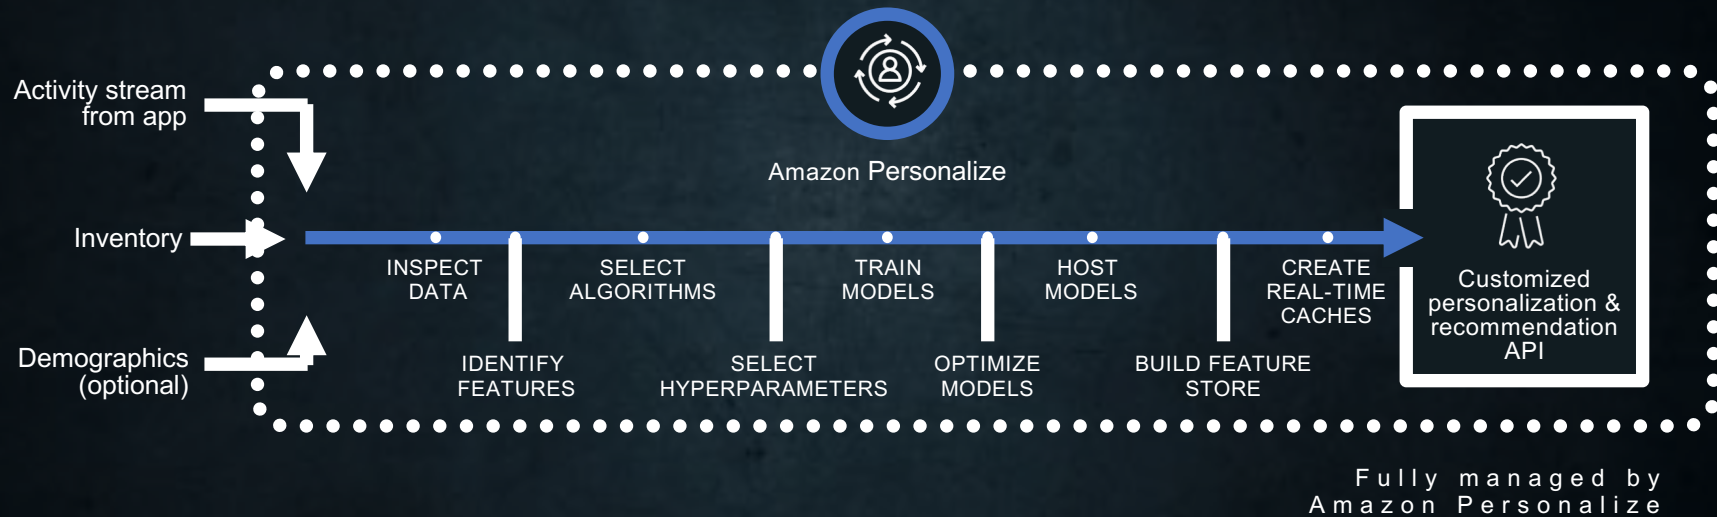 Activity stream
from app
Inventory
Demographics
(optional)
Amazon Personalize
INSPECT
DATA
IDENTIFY
FEATURES
SELECT
ALGORITHMS
SELECT
HYPERPARAMETERS
TRAIN
MODELS
OPTIMIZE
MODELS
HOST
MODELS
BUILD FEATURE
STORE
CREATE
REAL-TIME
CACHES
Customized
personalization &
recommendation
API
Fully managed by
Amazon Personalize